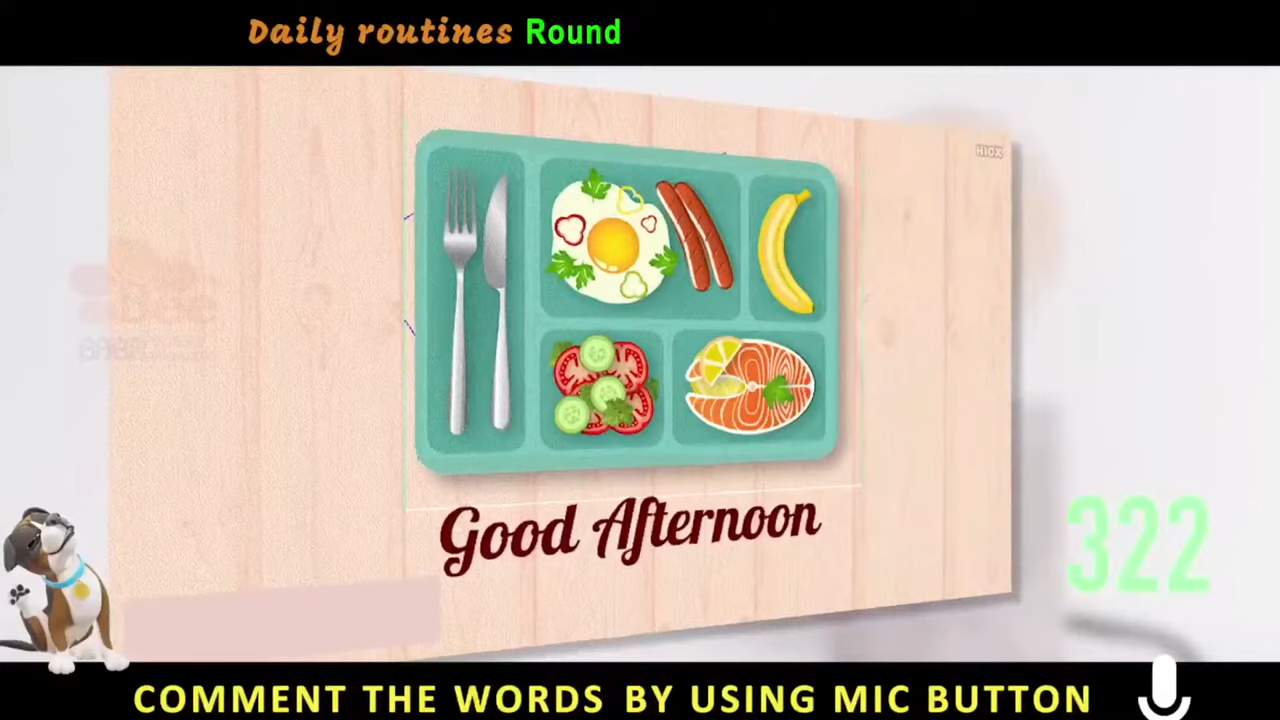 Daily routines Round
HIOX
Good Afternoon
322
COMMENT THE WORDS BY USING MIC BUTTON